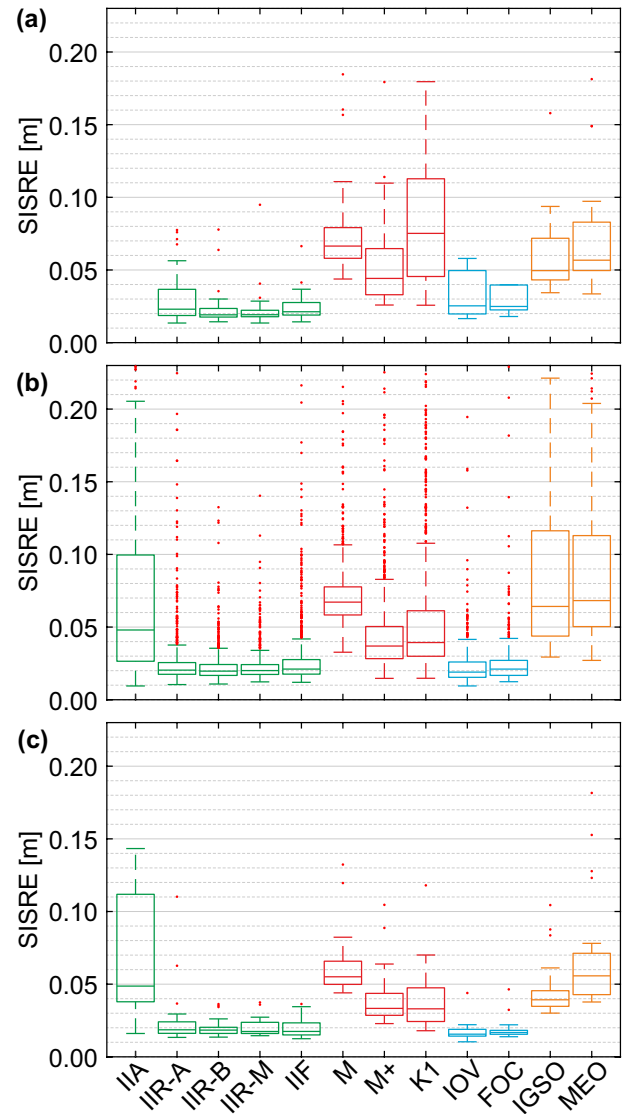 (a)
0.20
0.15
0.10
0.05
0.00
SISRE [m]
(b)
0.20
0.15
0.10
0.05
0.00
SISRE [m]
(c)
0.20
0.15
0.10
0.05
0.00
SISRE [m]
IIA IIR-A IIR-B IIR-M IIF M M+ K1 IOV FOC IGSO MEO